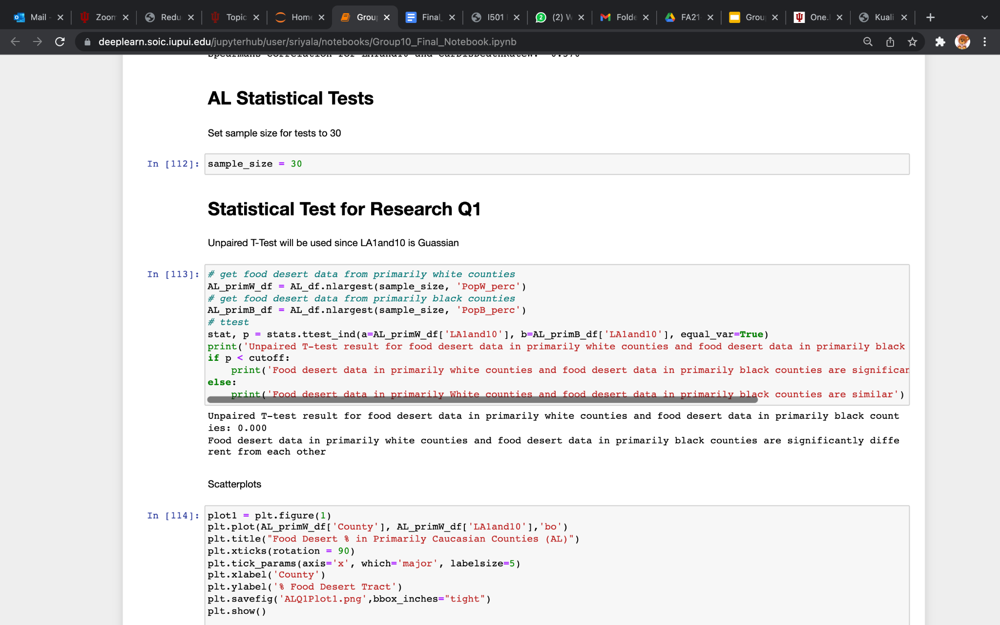 Mail
Zoom
Redu
Topic
Home
Grou
Final_
I501
2
(2) W
Folde
FA21-
Grou
One.
Kuali
deeplearn.soic.iupui.edu/jupyterhub/user/sriyala/notebooks/Group10_Final_Notebook.ipynb
Spearmans correlation for LA1and10 and CarDisDeathRateW:  0.370
AL Statistical Tests
Set sample size for tests to 30
In [112]: sample_size = 30
Statistical Test for Research Q1
Unpaired T-Test will be used since LA1and10 is Guassian
In [113]: # get food desert data from primarily white counties
AL_primW_df = AL_df.nlargest(sample_size, 'PopW_perc')
# get food desert data from primarily black counties
AL_primB_df = AL_df.nlargest(sample_size, 'PopB_perc')
# ttest
stat, p = stats.ttest_ind(a=AL_primW_df['LA1and10'], b=AL_primB_df['LA1and10'], equal_var=True)
print('Unpaired T-test result for food desert data in primarily white counties and food desert data in primarily black
if p < cutoff:
    print('Food desert data in primarily white counties and food desert data in primarily black counties are significan
else:
    print('Food desert data in primarily White counties and food desert data in primarily black counties are similar')
Unpaired T-test result for food desert data in primarily white counties and food desert data in primarily black count
ies: 0.000
Food desert data in primarily white counties and food desert data in primarily black counties are significantly diffe
rent from each other
Scatterplots
In [114]: plot1 = plt.figure(1)
plt.plot(AL_primW_df['County'], AL_primW_df['LA1and10'],'bo')
plt.title("Food Desert % in Primarily Caucasian Counties (AL)")
plt.xticks(rotation = 90)
plt.tick_params(axis='x', which='major', labelsize=5)
plt.xlabel('County')
plt.ylabel('% Food Desert Tract')
plt.savefig('ALQ1Plot1.png',bbox_inches="tight")
plt.show()